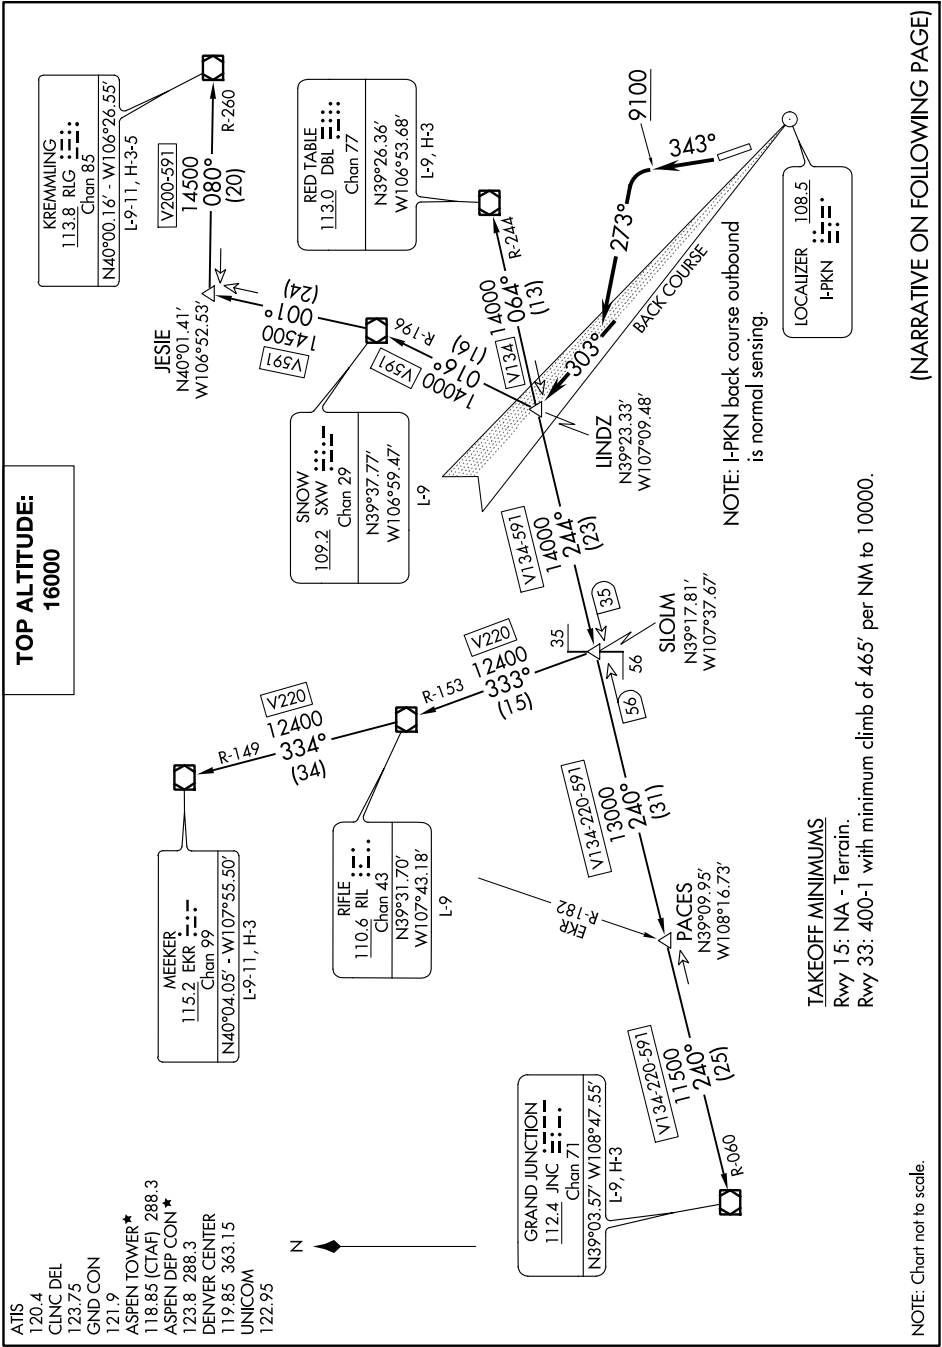 TOP ALTITUDE:
16000
ATIS
120.4
CLNC DEL
123.75
GND CON
121.9
ASPEN TOWER★
118.85 (CTAF) 288.3
ASPEN DEP CON★
123.8 288.3
DENVER CENTER
119.85 363.15
UNICOM
122.95
N
MEEKER
115.2 EKR
Chan 99
N40°04.05' - W107°55.50'
L-9-11, H-3
R-149
V220
12400
334°
(34)
RIFLE
110.6 RIL
Chan 43
N39°31.70'
W107°43.18'
L-9
R-153
V220
12400
333°
(15)
KREMMLING
113.8 RLG
Chan 85
N40°00.16' - W106°26.55'
L-9-11, H-3-5
V200-591
14500
080°
(20)
R-260
JESIE
N40°01.41'
W106°52.53'
V591
14500
001°
(24)
SNOW
109.2 SXW
Chan 29
N39°37.77'
W106°59.47'
L-9
R-196
V591
14000
016°
(16)
RED TABLE
113.0 DBL
Chan 77
N39°26.36'
W106°53.68'
L-9, H-3
R-244
V134
14000
064°
(13)
9100
343°
273°
303°
BACK COURSE
LOCALIZER 108.5
I-PKN
LINDZ
N39°23.33'
W107°09.48'
NOTE: I-PKN back course outbound
is normal sensing.
V134-591
14000
244°
(23)
35
35
56
56
SLOLM
N39°17.81'
W107°37.67'
V134-220-591
13000
240°
(31)
EKR
R-182
PACES
N39°09.95'
W108°16.73'
V134-220-591
11500
240°
(25)
R-060
GRAND JUNCTION
112.4 JNC
Chan 71
N39°03.57' W108°47.55'
L-9, H-3
TAKEOFF MINIMUMS
Rwy 15: NA - Terrain.
Rwy 33: 400-1 with minimum climb of 465' per NM to 10000.
NOTE: Chart not to scale.
(NARRATIVE ON FOLLOWING PAGE)